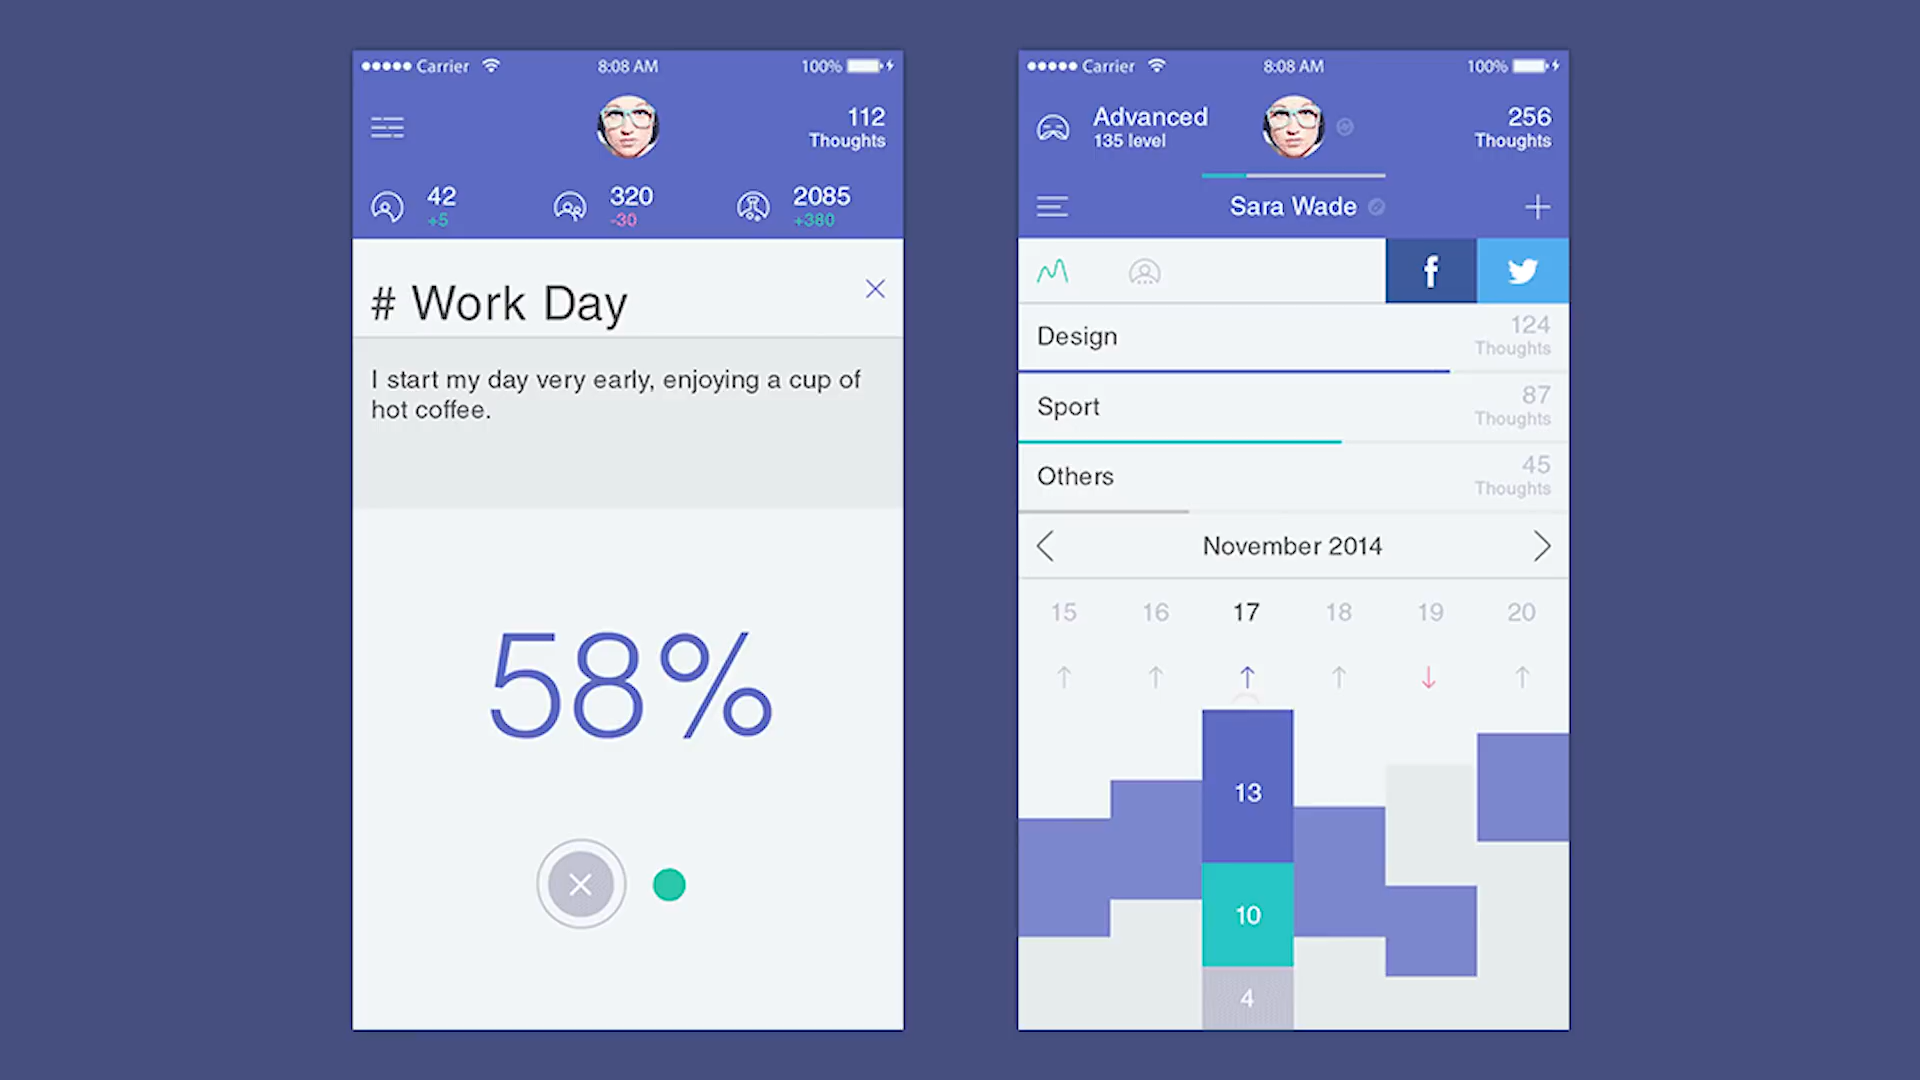 Carrier 8:08 AM 100%
112
Thoughts
42 320 2085
+5 -30 +380
# Work Day
I start my day very early, enjoying a cup of
hot coffee.
58%
Carrier 8:08 AM 100%
Advanced 256
135 level Thoughts
Sara Wade
Design 124
Thoughts
Sport 87
Thoughts
Others 45
Thoughts
November 2014
15 16 17 18 19 20
13
10
4